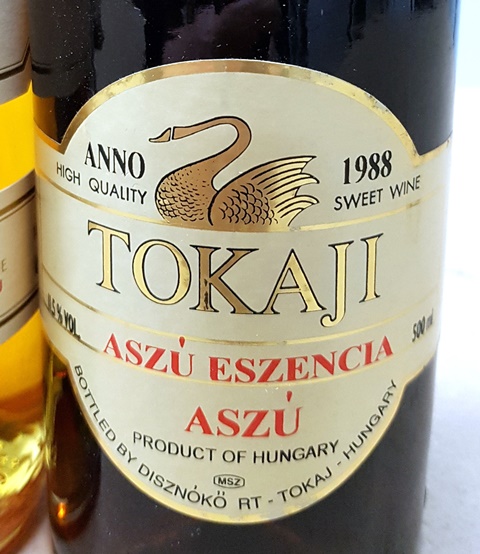 ANNO 1988
HIGH QUALITY SWEET WINE
TOKAJI
500 ml
ASZÚ ESZENCIA
ASZÚ
PRODUCT OF HUNGARY
MSZ
BOTTLED BY DISZNÓKŐ RT - TOKAJ - HUNGARY